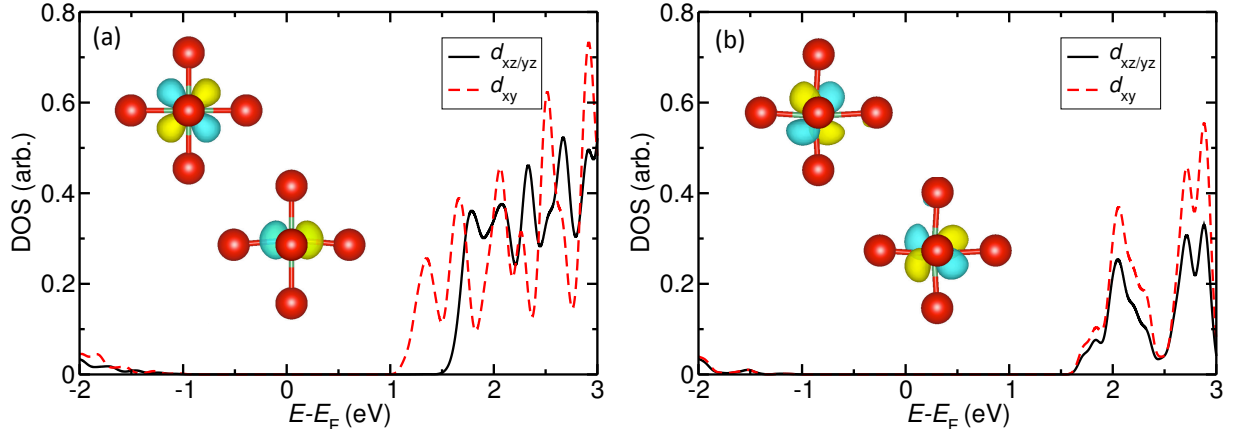 (a)
d_xz/yz
d_xy
DOS (arb.)
0.8
0.6
0.4
0.2
0
-2 -1 0 1 2 3
E-E_F (eV)
(b)
d_xz/yz
d_xy
DOS (arb.)
0.8
0.6
0.4
0.2
0
-2 -1 0 1 2 3
E-E_F (eV)